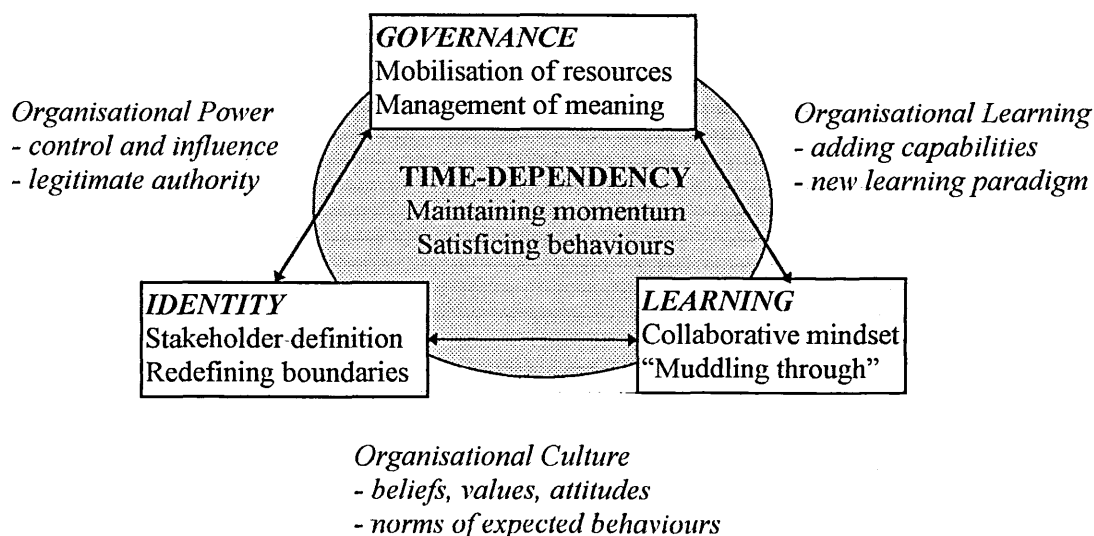 GOVERNANCE
Mobilisation of resources
Management of meaning
Organisational Power
- control and influence
- legitimate authority
Organisational Learning
- adding capabilities
- new learning paradigm
TIME-DEPENDENCY
Maintaining momentum
Satisficing behaviours
IDENTITY
Stakeholder definition
Redefining boundaries
LEARNING
Collaborative mindset
“Muddling through”
Organisational Culture
- beliefs, values, attitudes
- norms of expected behaviours